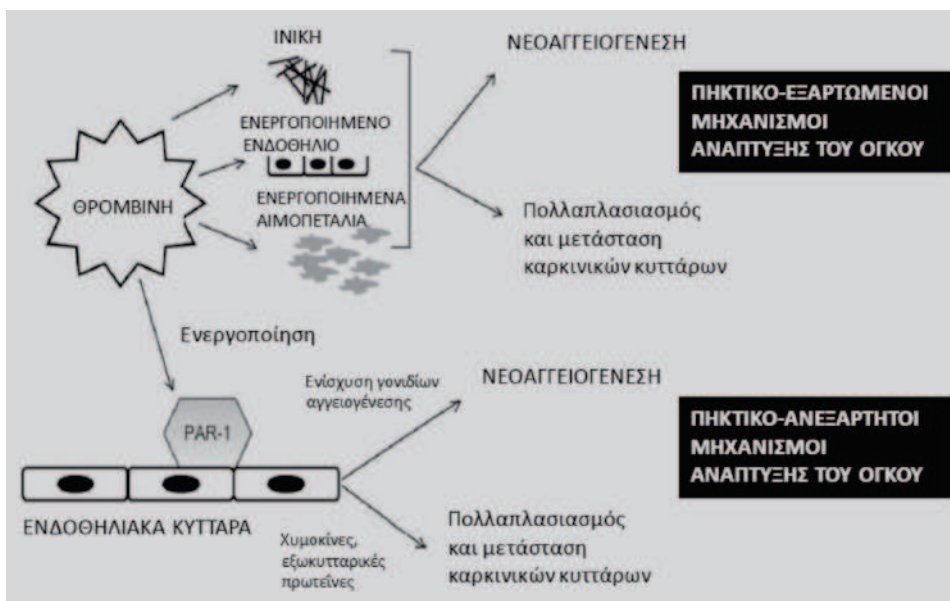 ΙΝΙΚΗ
ΝΕΟΑΓΓΕΙΟΓΕΝΕΣΗ
ΠΗΚΤΙΚΟ-ΕΞΑΡΤΩΜΕΝΟΙ
ΜΗΧΑΝΙΣΜΟΙ
ΑΝΑΠΤΥΞΗΣ ΤΟΥ ΟΓΚΟΥ
ΕΝΕΡΓΟΠΟΙΗΜΕΝΟ
ΕΝΔΟΘΗΛΙΟ
ΘΡΟΜΒΙΝΗ
ΕΝΕΡΓΟΠΟΙΗΜΕΝΑ
ΑΙΜΟΠΕΤΑΛΙΑ
Πολλαπλασιασμός
και μετάσταση
καρκινικών κυττάρων
Ενεργοποίηση
Ενίσχυση γονιδίων
αγγειογένεσης
ΝΕΟΑΓΓΕΙΟΓΕΝΕΣΗ
ΠΗΚΤΙΚΟ-ΑΝΕΞΑΡΤΗΤΟΙ
ΜΗΧΑΝΙΣΜΟΙ
ΑΝΑΠΤΥΞΗΣ ΤΟΥ ΟΓΚΟΥ
PAR-1
ΕΝΔΟΘΗΛΙΑΚΑ ΚΥΤΤΑΡΑ
Χυμοκίνες,
εξωκυτταρικές
πρωτεΐνες
Πολλαπλασιασμός
και μετάσταση
καρκινικών κυττάρων